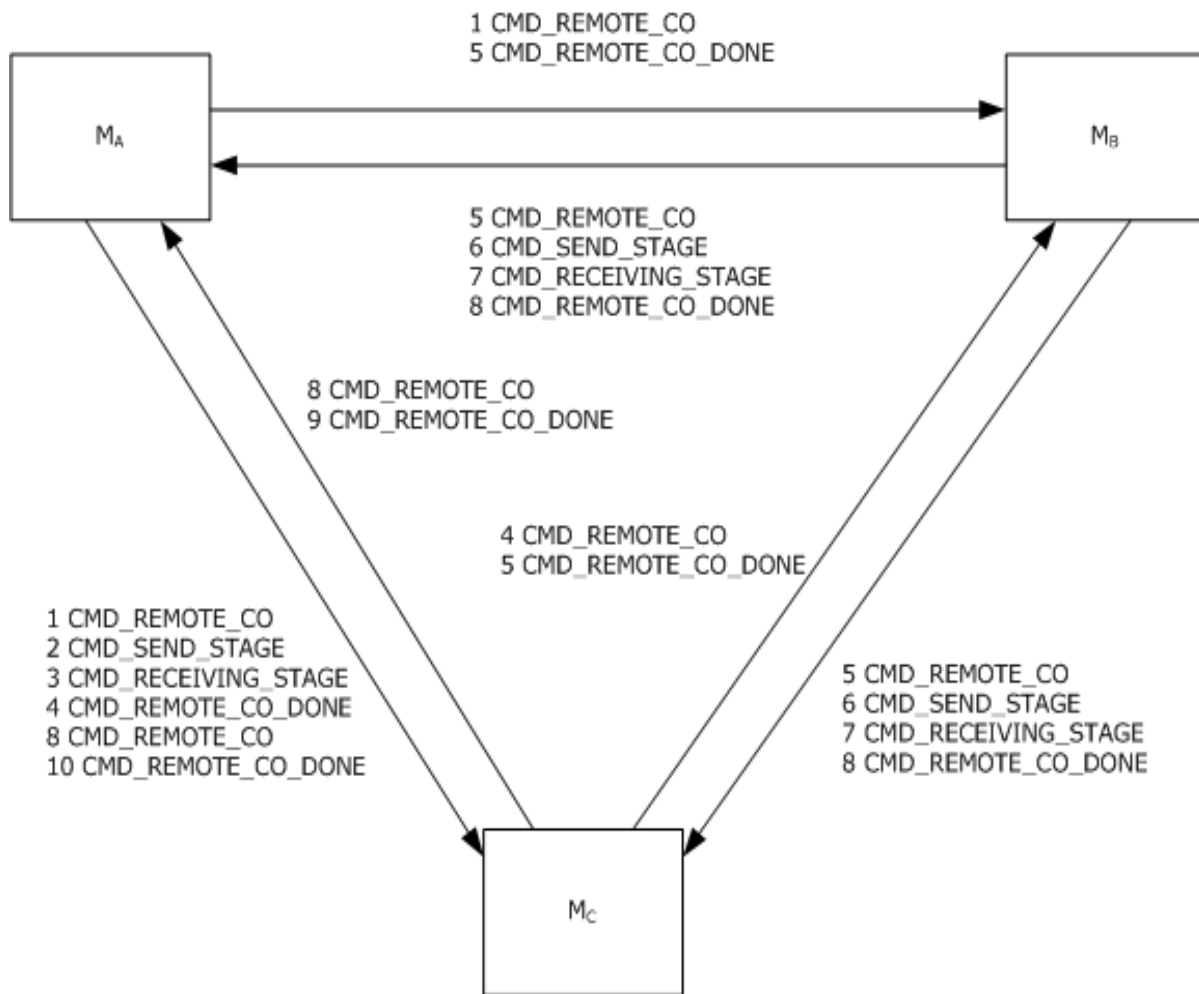 1 CMD_REMOTE_CO
5 CMD_REMOTE_CO_DONE
MA
MB
5 CMD_REMOTE_CO
6 CMD_SEND_STAGE
7 CMD_RECEIVING_STAGE
8 CMD_REMOTE_CO_DONE
8 CMD_REMOTE_CO
9 CMD_REMOTE_CO_DONE
4 CMD_REMOTE_CO
5 CMD_REMOTE_CO_DONE
1 CMD_REMOTE_CO
2 CMD_SEND_STAGE
3 CMD_RECEIVING_STAGE
4 CMD_REMOTE_CO_DONE
8 CMD_REMOTE_CO
10 CMD_REMOTE_CO_DONE
5 CMD_REMOTE_CO
6 CMD_SEND_STAGE
7 CMD_RECEIVING_STAGE
8 CMD_REMOTE_CO_DONE
MC